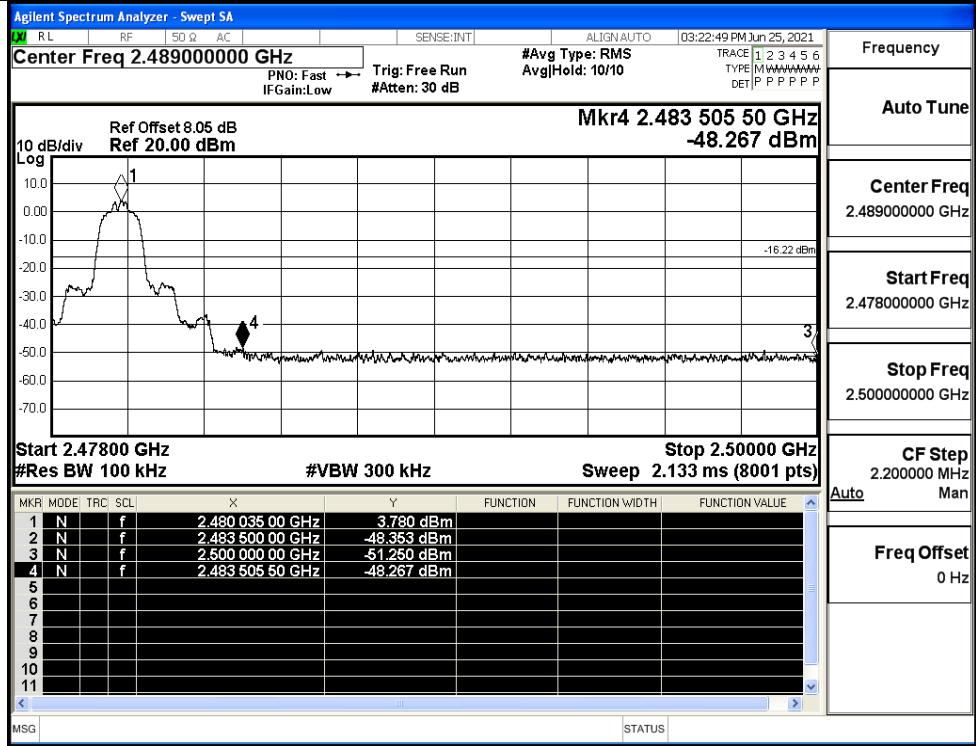 Agilent Spectrum Analyzer - Swept SA
LXI RL RF 50 Ω AC SENSE:INT ALIGN AUTO 03:22:49 PM Jun 25, 2021
Center Freq 2.489000000 GHz
PNO: Fast
IFGain:Low
Trig: Free Run
#Atten: 30 dB
#Avg Type: RMS
Avg|Hold: 10/10
TRACE 1 2 3 4 5 6
TYPE M WWWWW
DET P P P P P P
Mkr4 2.483 505 50 GHz
-48.267 dBm
Ref Offset 8.05 dB
10 dB/div Ref 20.00 dBm
Log
10.0
0.00
-10.0
-20.0
-30.0
-40.0
-50.0
-60.0
-70.0
1
4
3
-16.22 dBm
Start 2.47800 GHz Stop 2.50000 GHz
#Res BW 100 kHz #VBW 300 kHz Sweep 2.133 ms (8001 pts)
MKR MODE TRC SCL X Y FUNCTION FUNCTION WIDTH FUNCTION VALUE
1 N f 2.480 035 00 GHz 3.780 dBm
2 N f 2.483 500 00 GHz -48.353 dBm
3 N f 2.500 000 00 GHz -51.250 dBm
4 N f 2.483 505 50 GHz -48.267 dBm
5
6
7
8
9
10
11
MSG STATUS
Frequency
Auto Tune
Center Freq
2.489000000 GHz
Start Freq
2.478000000 GHz
Stop Freq
2.500000000 GHz
CF Step
2.200000 MHz
Auto Man
Freq Offset
0 Hz